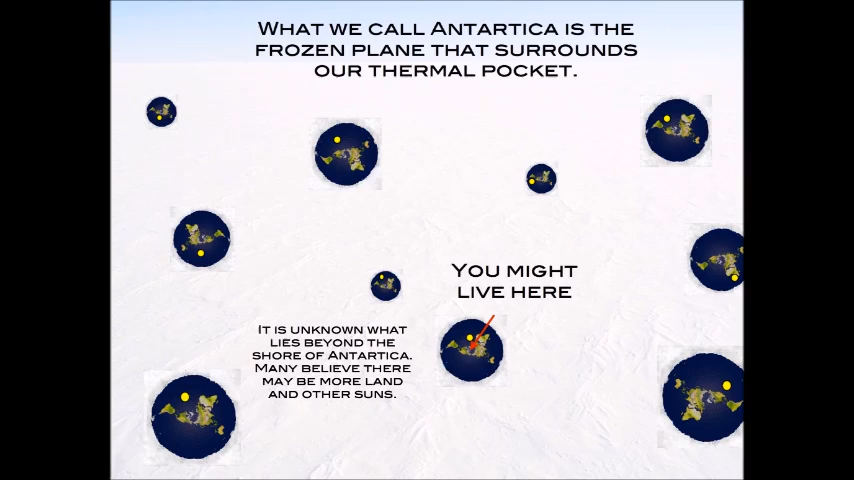 What we call Antartica is the
frozen plane that surrounds
our thermal pocket.
You might
live here
It is unknown what
lies beyond the
shore of Antartica.
Many believe there
may be more land
and other suns.